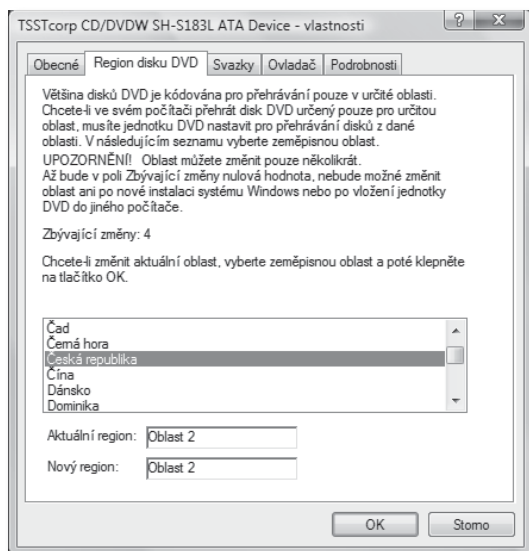 TSSTcorp CD/DVDW SH-S183L ATA Device - vlastnosti
Obecné Region disku DVD Svazky Ovladač Podrobnosti
Většina disků DVD je kódována pro přehrávání pouze v určité oblasti.
Chcete-li ve svém počítači přehrát disk DVD určený pouze pro určitou
oblast, musíte jednotku DVD nastavit pro přehrávání disků z dané
oblasti. V následujícím seznamu vyberte zeměpisnou oblast.
UPOZORNĚNÍ! Oblast můžete změnit pouze několikrát.
Až bude v poli Zbývající změny nulová hodnota, nebude možné změnit
oblast ani po nové instalaci systému Windows nebo po vložení jednotky
DVD do jiného počítače.
Zbývající změny: 4
Chcete-li změnit aktuální oblast, vyberte zeměpisnou oblast a poté klepněte
na tlačítko OK.
Čad
Černá hora
Česká republika
Čína
Dánsko
Dominika
Aktuální region: Oblast 2
Nový region: Oblast 2
OK Storno